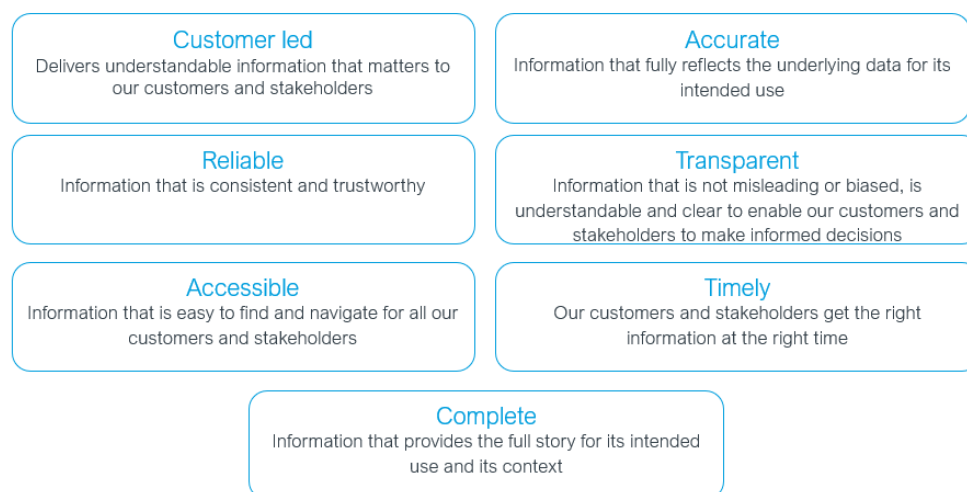 Customer led
Delivers understandable information that matters to
our customers and stakeholders
Accurate
Information that fully reflects the underlying data for its
intended use
Reliable
Information that is consistent and trustworthy
Transparent
Information that is not misleading or biased, is
understandable and clear to enable our customers and
stakeholders to make informed decisions
Accessible
Information that is easy to find and navigate for all our
customers and stakeholders
Timely
Our customers and stakeholders get the right
information at the right time
Complete
Information that provides the full story for its intended
use and its context